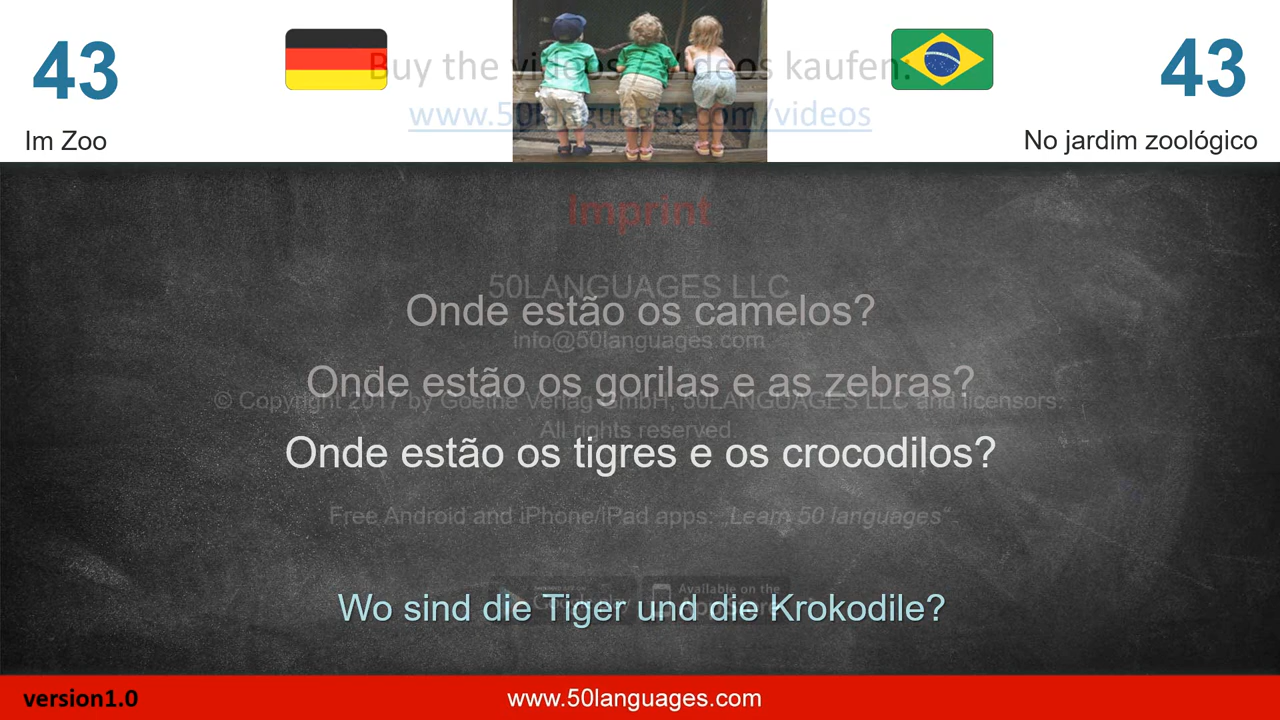 43
43
Buy the videos / Videos kaufen:
www.50languages.com/videos
Im Zoo
No jardim zoológico
Imprint
50LANGUAGES LLC
Onde estão os camelos?
info@50languages.com
Onde estão os gorilas e as zebras?
© Copyright 2017 by Goethe Verlag GmbH, 50LANGUAGES LLC and licensors.
All rights reserved.
Onde estão os tigres e os crocodilos?
Free Android and iPhone/iPad apps: „Learn 50 languages“
Available on the
Wo sind die Tiger und die Krokodile?
version1.0
www.50languages.com